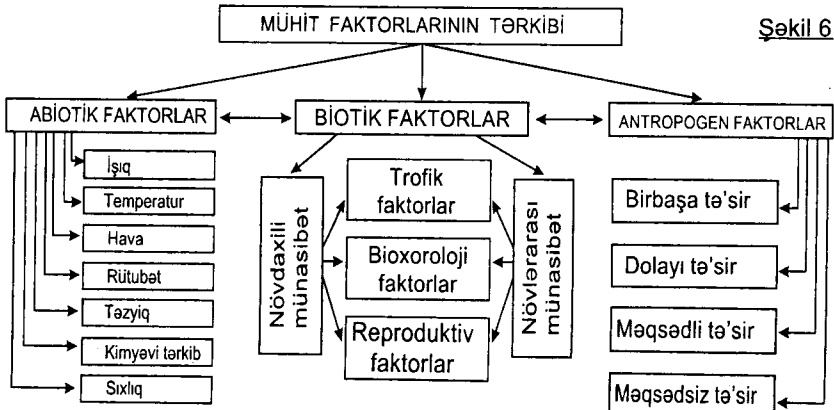 MÜHİT FAKTORLARININ TƏRKİBİ
Şəkil 6
ABİOTİK FAKTORLAR
BİOTİK FAKTORLAR
ANTROPOGEN FAKTORLAR
İşıq
Temperatur
Hava
Rütubət
Təzyiq
Kimyəvi tərkib
Sıxlıq
Növdaxili
münasibət
Trofik
faktorlar
Bioxoroloji
faktorlar
Reproduktiv
faktorlar
Növlərarası
münasibət
Birbaşa tə'sir
Dolayı tə'sir
Məqsədli tə'sir
Məqsədsiz tə'sir